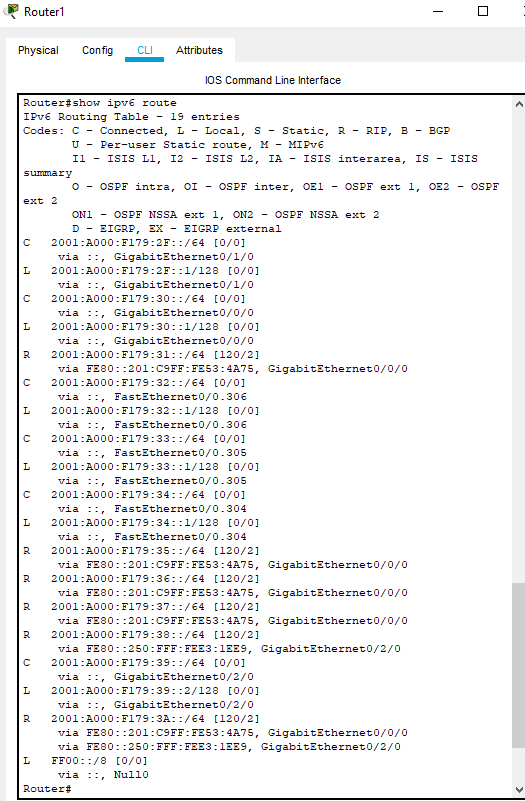 Router1
Physical Config CLI Attributes
IOS Command Line Interface
Router#show ipv6 route
IPv6 Routing Table - 19 entries
Codes: C - Connected, L - Local, S - Static, R - RIP, B - BGP
U - Per-user Static route, M - MIPv6
I1 - ISIS L1, I2 - ISIS L2, IA - ISIS interarea, IS - ISIS
summary
O - OSPF intra, OI - OSPF inter, OE1 - OSPF ext 1, OE2 - OSPF
ext 2
ON1 - OSPF NSSA ext 1, ON2 - OSPF NSSA ext 2
D - EIGRP, EX - EIGRP external
C 2001:A000:F179:2F::/64 [0/0]
via ::, GigabitEthernet0/1/0
L 2001:A000:F179:2F::1/128 [0/0]
via ::, GigabitEthernet0/1/0
C 2001:A000:F179:30::/64 [0/0]
via ::, GigabitEthernet0/0/0
L 2001:A000:F179:30::1/128 [0/0]
via ::, GigabitEthernet0/0/0
R 2001:A000:F179:31::/64 [120/2]
via FE80::201:C9FF:FE53:4A75, GigabitEthernet0/0/0
C 2001:A000:F179:32::/64 [0/0]
via ::, FastEthernet0/0.306
L 2001:A000:F179:32::1/128 [0/0]
via ::, FastEthernet0/0.306
C 2001:A000:F179:33::/64 [0/0]
via ::, FastEthernet0/0.305
L 2001:A000:F179:33::1/128 [0/0]
via ::, FastEthernet0/0.305
C 2001:A000:F179:34::/64 [0/0]
via ::, FastEthernet0/0.304
L 2001:A000:F179:34::1/128 [0/0]
via ::, FastEthernet0/0.304
R 2001:A000:F179:35::/64 [120/2]
via FE80::201:C9FF:FE53:4A75, GigabitEthernet0/0/0
R 2001:A000:F179:36::/64 [120/2]
via FE80::201:C9FF:FE53:4A75, GigabitEthernet0/0/0
R 2001:A000:F179:37::/64 [120/2]
via FE80::201:C9FF:FE53:4A75, GigabitEthernet0/0/0
R 2001:A000:F179:38::/64 [120/2]
via FE80::250:FFF:FEE3:1EE9, GigabitEthernet0/2/0
C 2001:A000:F179:39::/64 [0/0]
via ::, GigabitEthernet0/2/0
L 2001:A000:F179:39::2/128 [0/0]
via ::, GigabitEthernet0/2/0
R 2001:A000:F179:3A::/64 [120/2]
via FE80::201:C9FF:FE53:4A75, GigabitEthernet0/0/0
via FE80::250:FFF:FEE3:1EE9, GigabitEthernet0/2/0
L FF00::/8 [0/0]
via ::, Null0
Router#